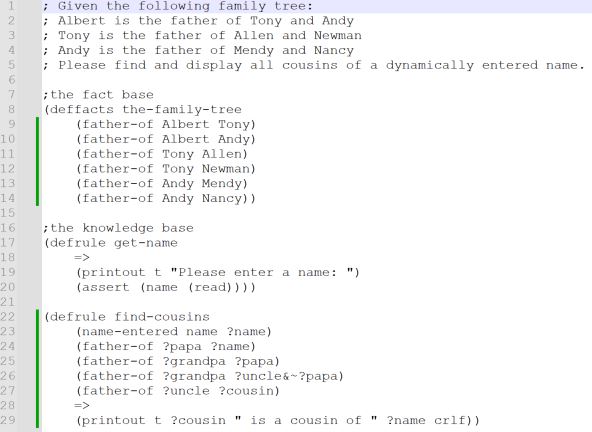 1 ; Given the following family tree:
2 ; Albert is the father of Tony and Andy
3 ; Tony is the father of Allen and Newman
4 ; Andy is the father of Mendy and Nancy
5 ; Please find and display all cousins of a dynamically entered name.
6
7 ;the fact base
8 (deffacts the-family-tree
9     (father-of Albert Tony)
10     (father-of Albert Andy)
11     (father-of Tony Allen)
12     (father-of Tony Newman)
13     (father-of Andy Mendy)
14     (father-of Andy Nancy))
15
16 ;the knowledge base
17 (defrule get-name
18     =>
19     (printout t "Please enter a name: ")
20     (assert (name (read))))
21
22 (defrule find-cousins
23     (name-entered name ?name)
24     (father-of ?papa ?name)
25     (father-of ?grandpa ?papa)
26     (father-of ?grandpa ?uncle&~?papa)
27     (father-of ?uncle ?cousin)
28     =>
29     (printout t ?cousin " is a cousin of " ?name crlf))